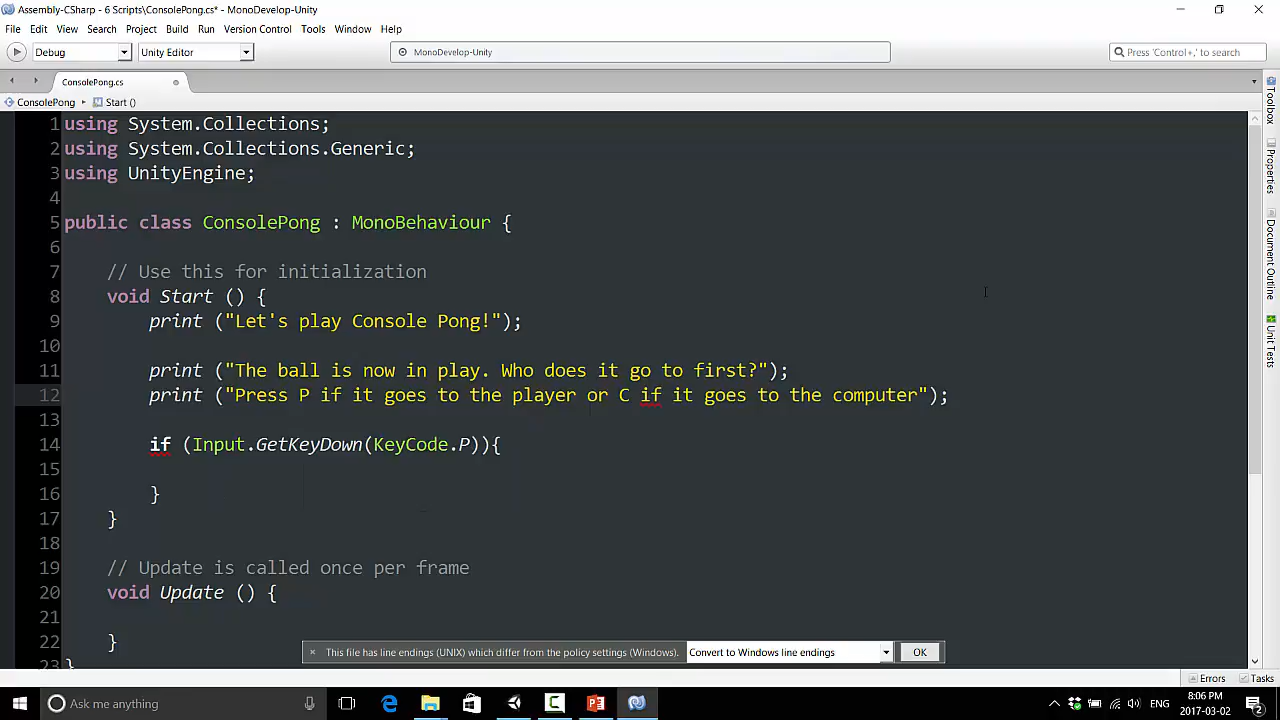 Assembly-CSharp - 6 Scripts\ConsolePong.cs* - MonoDevelop-Unity
File Edit View Search Project Build Run Version Control Tools Window Help
Debug Unity Editor MonoDevelop-Unity Press 'Control+,' to search
ConsolePong.cs
ConsolePong Start ()
1 using System.Collections;
2 using System.Collections.Generic;
3 using UnityEngine;
4
5 public class ConsolePong : MonoBehaviour {
6
7 // Use this for initialization
8 void Start () {
9 print ("Let's play Console Pong!");
10
11 print ("The ball is now in play. Who does it go to first?");
12 print ("Press P if it goes to the player or C if it goes to the computer");
13
14 if (Input.GetKeyDown(KeyCode.P)){
15
16 }
17 }
18
19 // Update is called once per frame
20 void Update () {
21
22 }
23 }
Toolbox
Properties
Document Outline
Unit Tests
× This file has line endings (UNIX) which differ from the policy settings (Windows). Convert to Windows line endings OK
Errors Tasks
Ask me anything
ENG
8:06 PM
2017-03-02
2